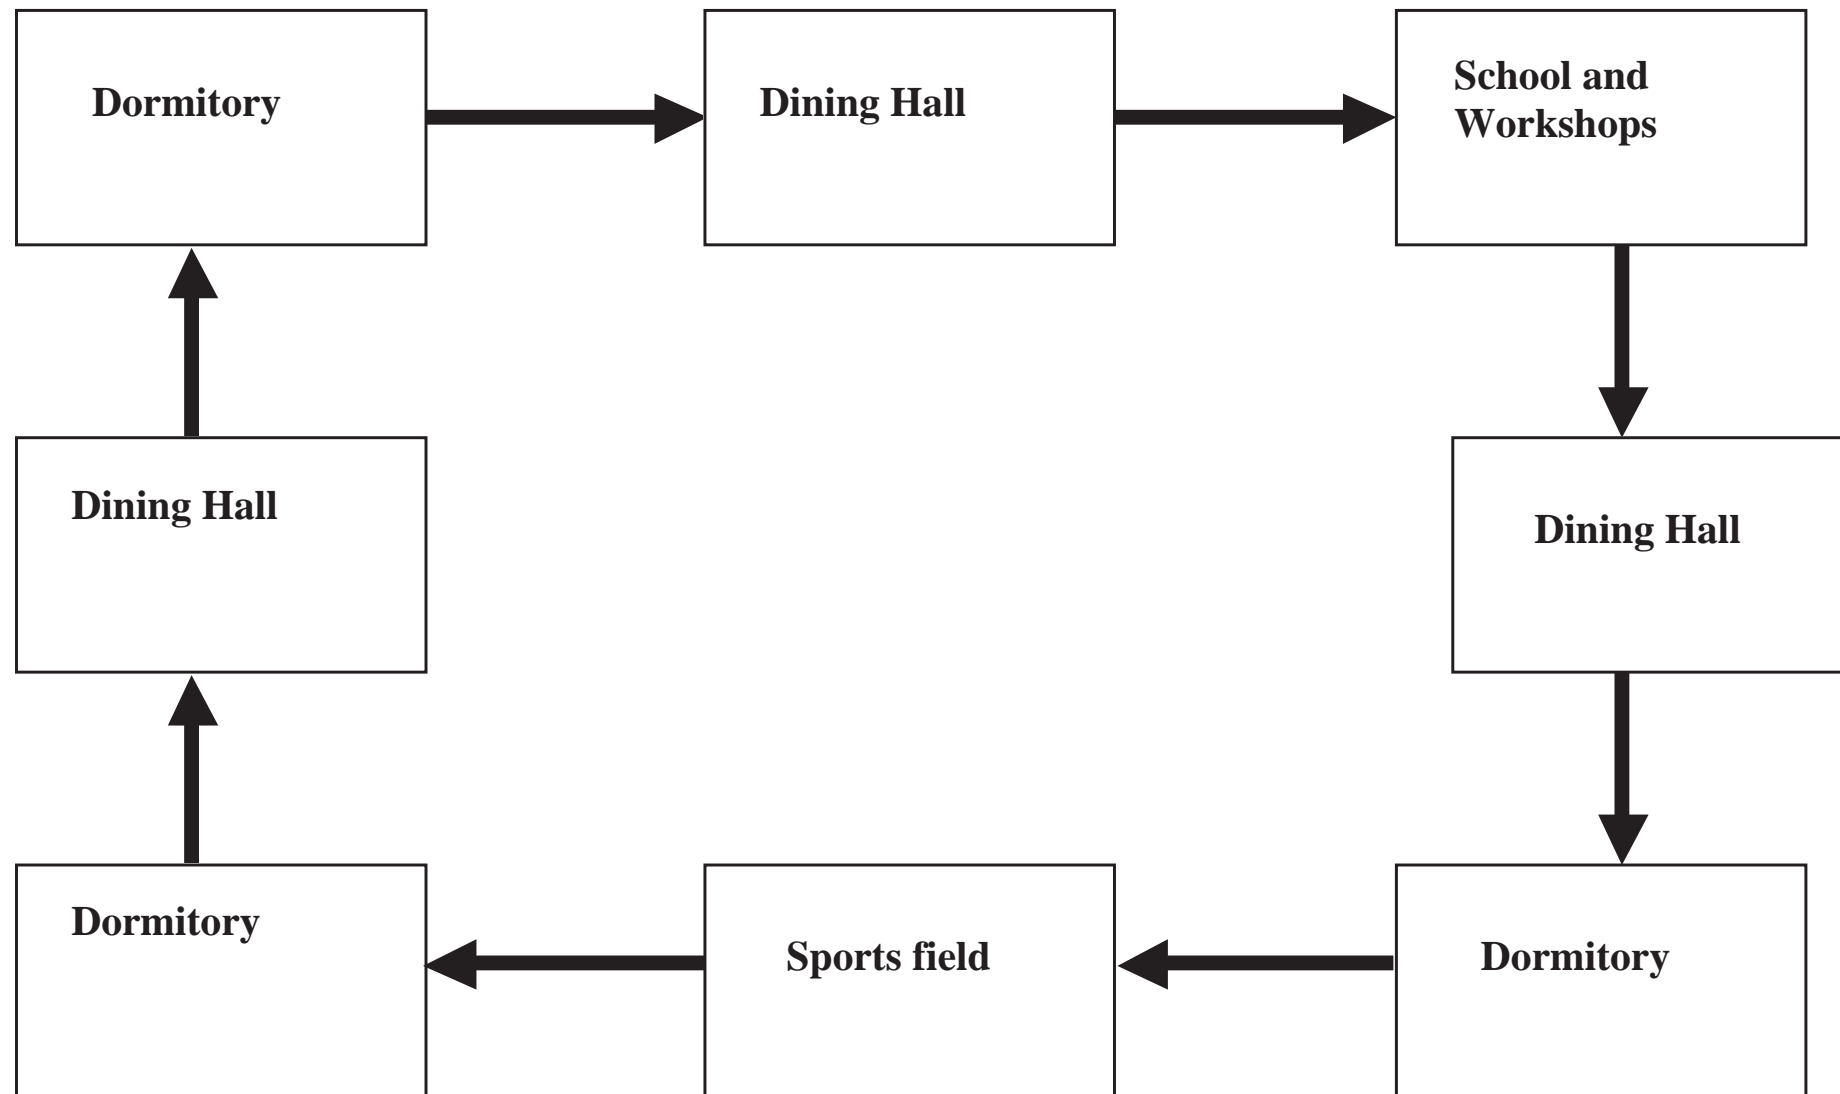 Dormitory
Dining Hall
School and
Workshops
Dining Hall
Dining Hall
Dormitory
Sports field
Dormitory